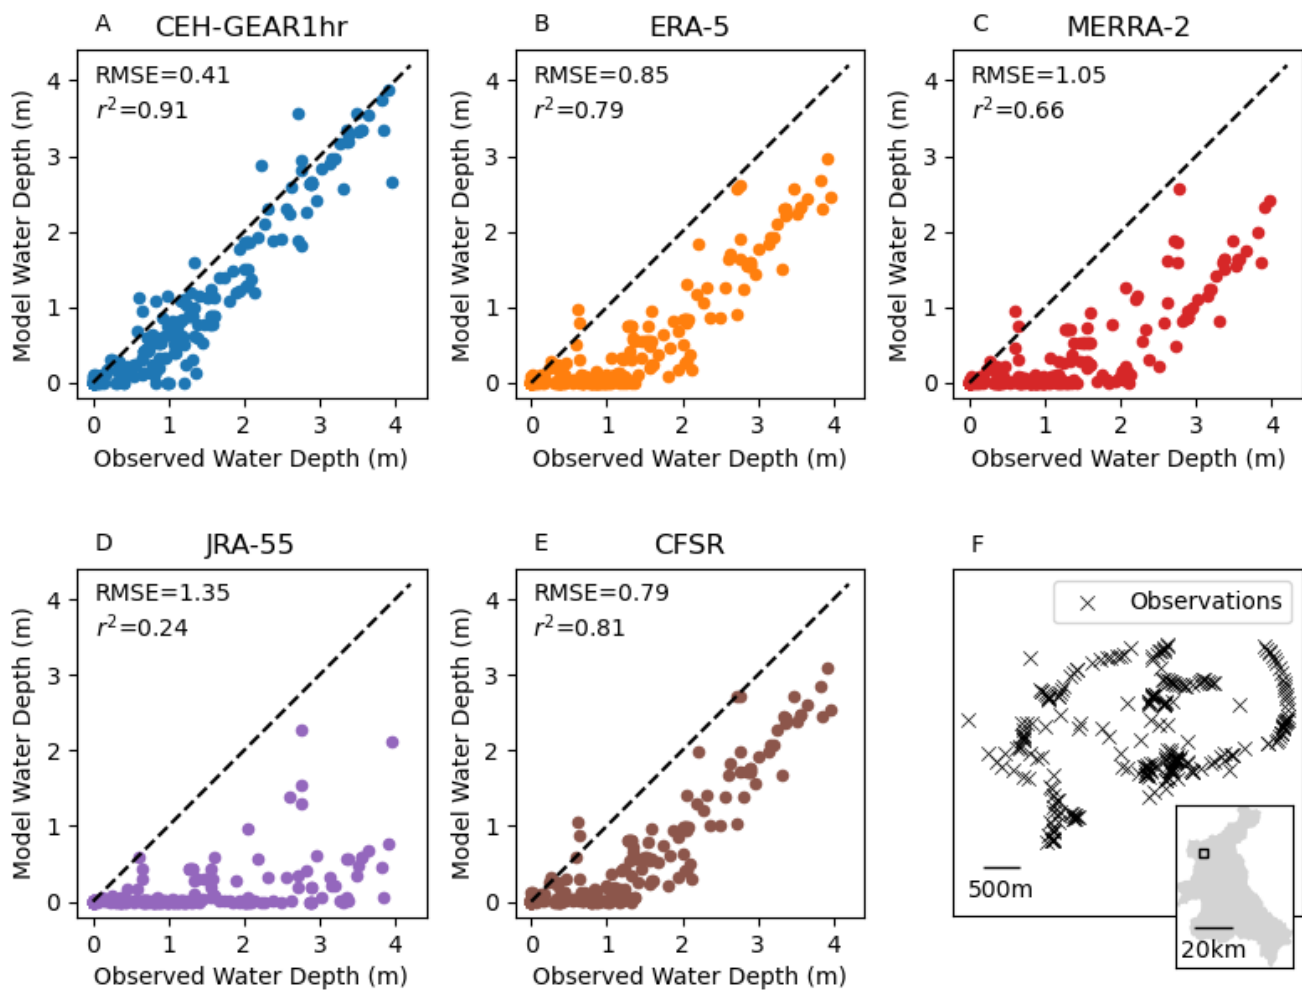 A CEH-GEAR1hr
RMSE=0.41
r²=0.91
Model Water Depth (m)
4
3
2
1
0
0 1 2 3 4
Observed Water Depth (m)
B ERA-5
RMSE=0.85
r²=0.79
Model Water Depth (m)
4
3
2
1
0
0 1 2 3 4
Observed Water Depth (m)
C MERRA-2
RMSE=1.05
r²=0.66
Model Water Depth (m)
4
3
2
1
0
0 1 2 3 4
Observed Water Depth (m)
D JRA-55
RMSE=1.35
r²=0.24
Model Water Depth (m)
4
3
2
1
0
0 1 2 3 4
Observed Water Depth (m)
E CFSR
RMSE=0.79
r²=0.81
Model Water Depth (m)
4
3
2
1
0
0 1 2 3 4
Observed Water Depth (m)
F
Observations
500m
20km